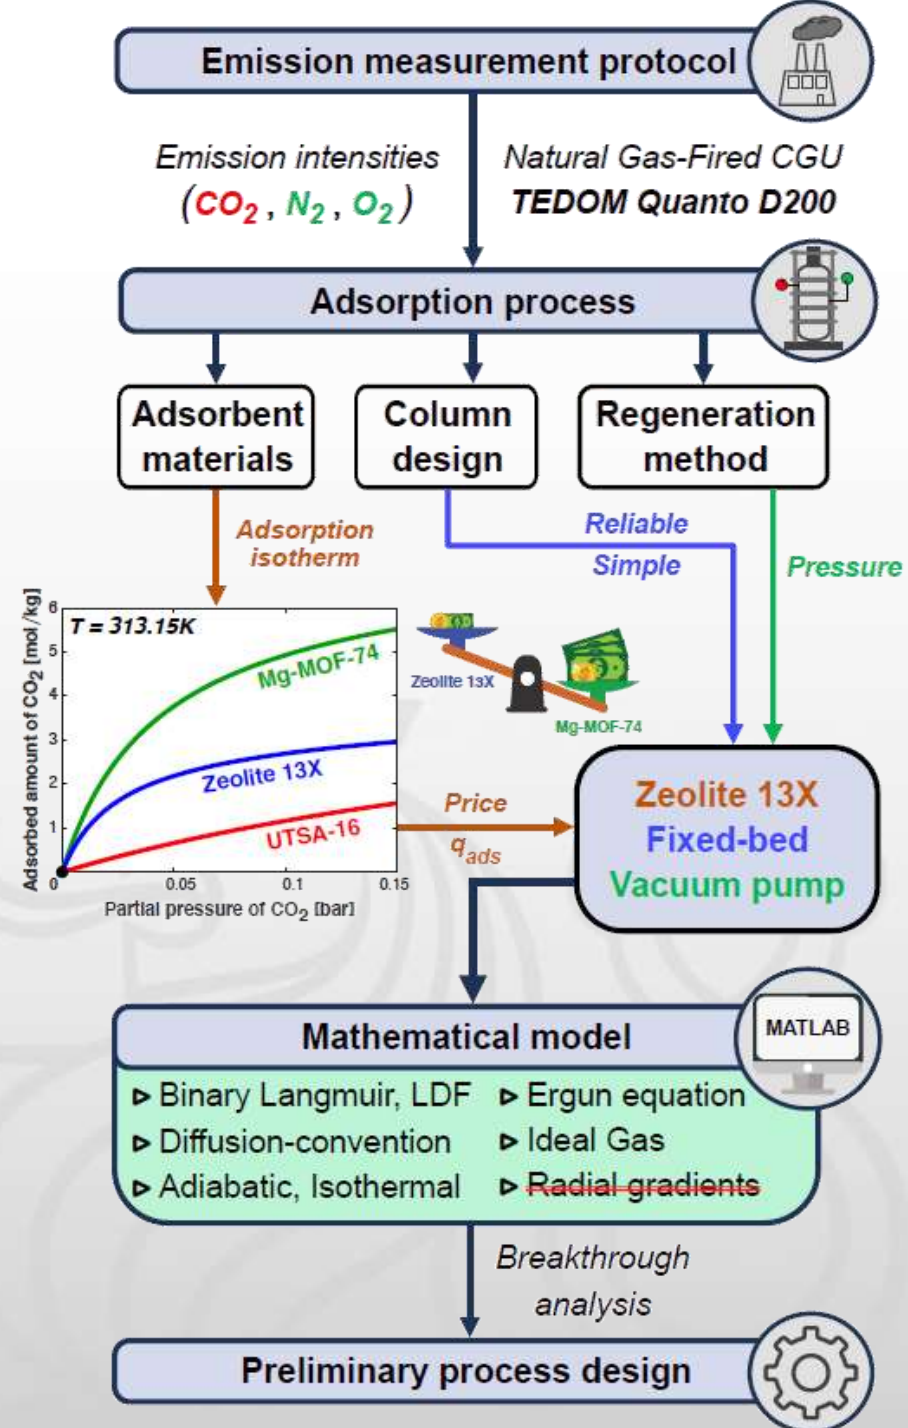 Emission measurement protocol
Emission intensities
(CO2 , N2 , O2 )
Natural Gas-Fired CGU
TEDOM Quanto D200
Adsorption process
Adsorbent
materials
Column
design
Regeneration
method
Adsorption
isotherm
Reliable
Simple
Pressure
Adsorbed amount of CO2 [mol/kg]
6
5
4
3
2
1
0
0.05
0.1
0.15
T = 313.15K
Mg-MOF-74
Zeolite 13X
UTSA-16
Partial pressure of CO2 [bar]
Zeolite 13X
Mg-MOF-74
Price
qads
Zeolite 13X
Fixed-bed
Vacuum pump
Mathematical model
MATLAB
Binary Langmuir, LDF
Diffusion-convention
Adiabatic, Isothermal
Ergun equation
Ideal Gas
Radial gradients
Breakthrough
analysis
Preliminary process design